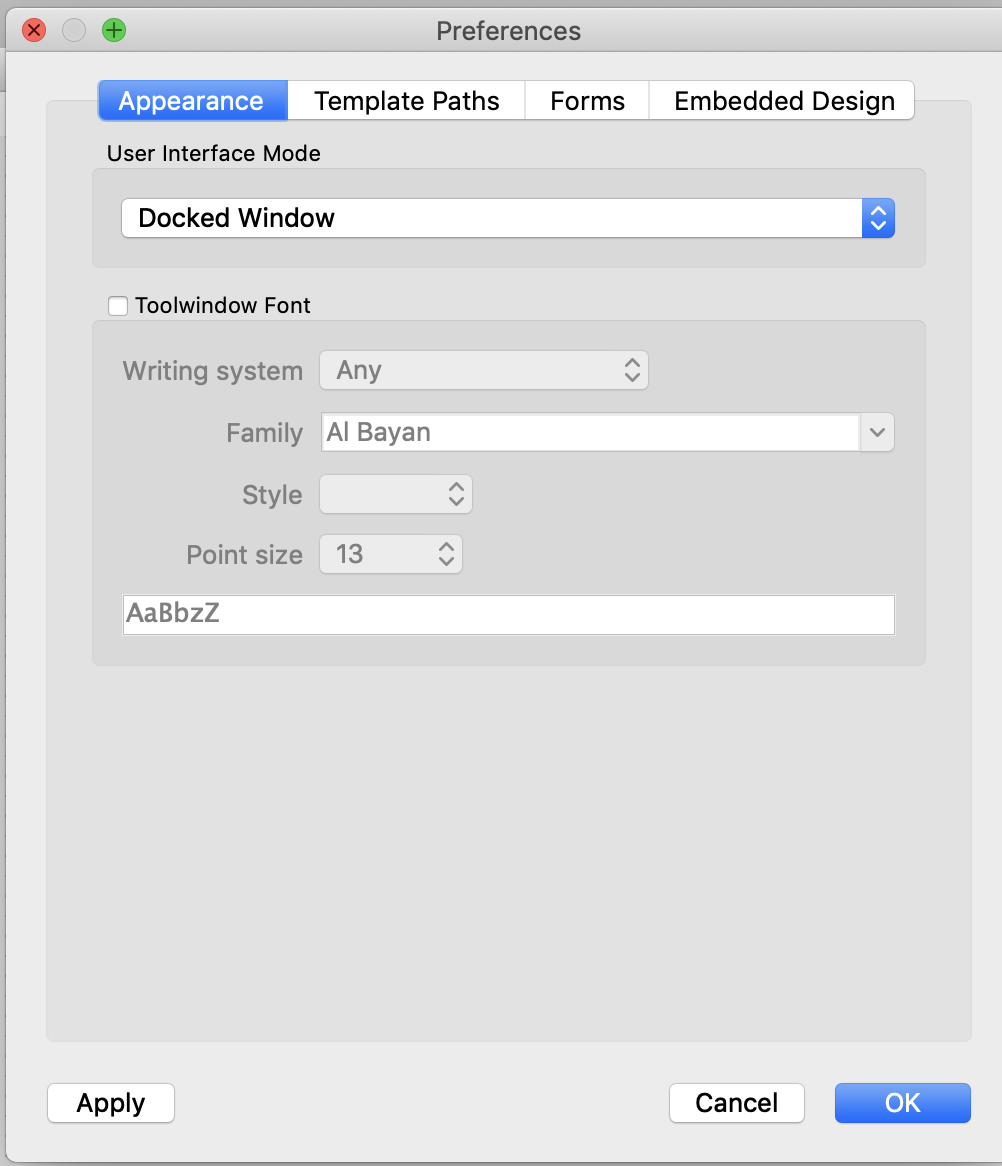 Preferences
Appearance Template Paths Forms Embedded Design
User Interface Mode
Docked Window
Toolwindow Font
Writing system Any
Family Al Bayan
Style
Point size 13
AaBbzZ
Apply Cancel OK